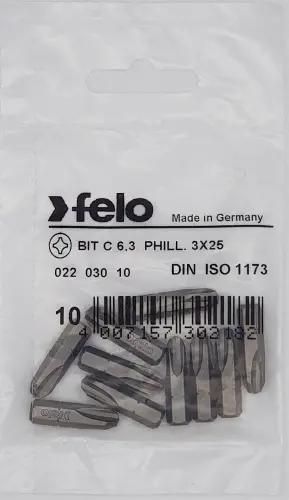 felo
Made in Germany
BIT C 6,3 PHILL. 3X25
022 030 10 DIN ISO 1173
10
4 007157 302182